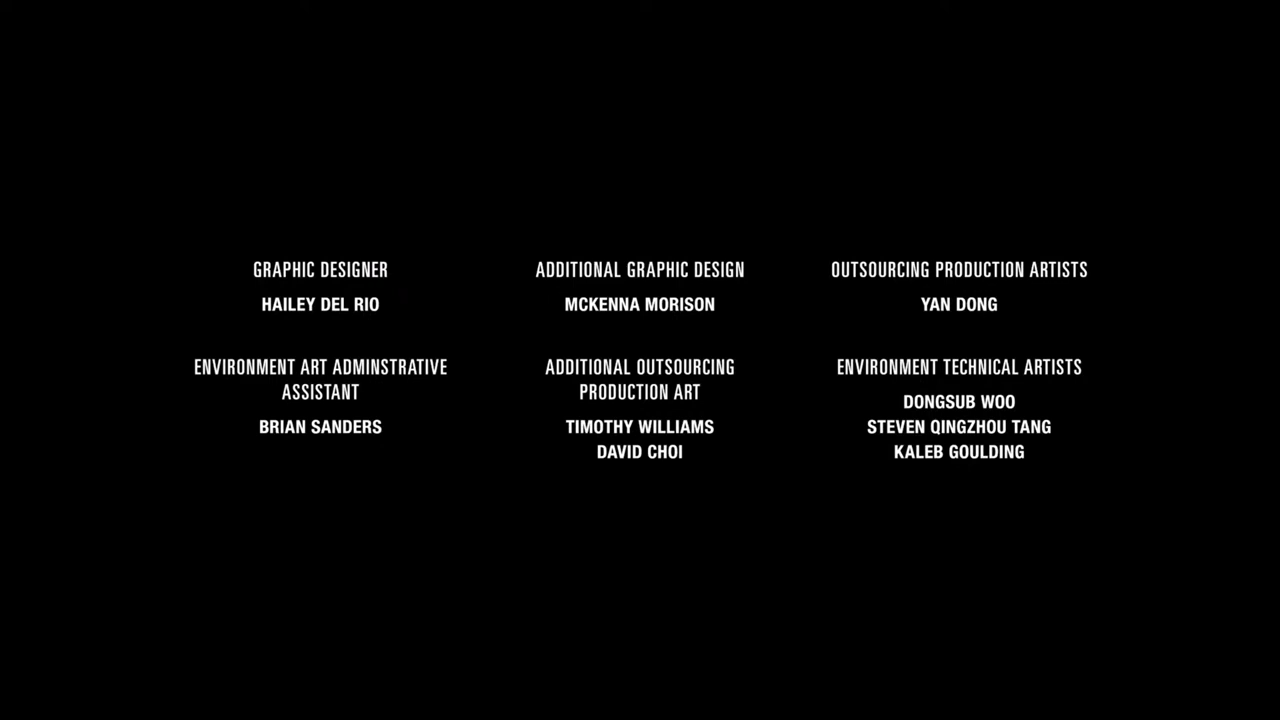 GRAPHIC DESIGNER
HAILEY DEL RIO
ADDITIONAL GRAPHIC DESIGN
MCKENNA MORISON
OUTSOURCING PRODUCTION ARTISTS
YAN DONG
ENVIRONMENT ART ADMINSTRATIVE
ASSISTANT
BRIAN SANDERS
ADDITIONAL OUTSOURCING
PRODUCTION ART
TIMOTHY WILLIAMS
DAVID CHOI
ENVIRONMENT TECHNICAL ARTISTS
DONGSUB WOO
STEVEN QINGZHOU TANG
KALEB GOULDING